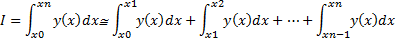 I = ∫_{x0}^{xn} y(x)dx ≅ ∫_{x0}^{x1} y(x)dx + ∫_{x1}^{x2} y(x)dx + ⋯ + ∫_{xn−1}^{xn} y(x)dx